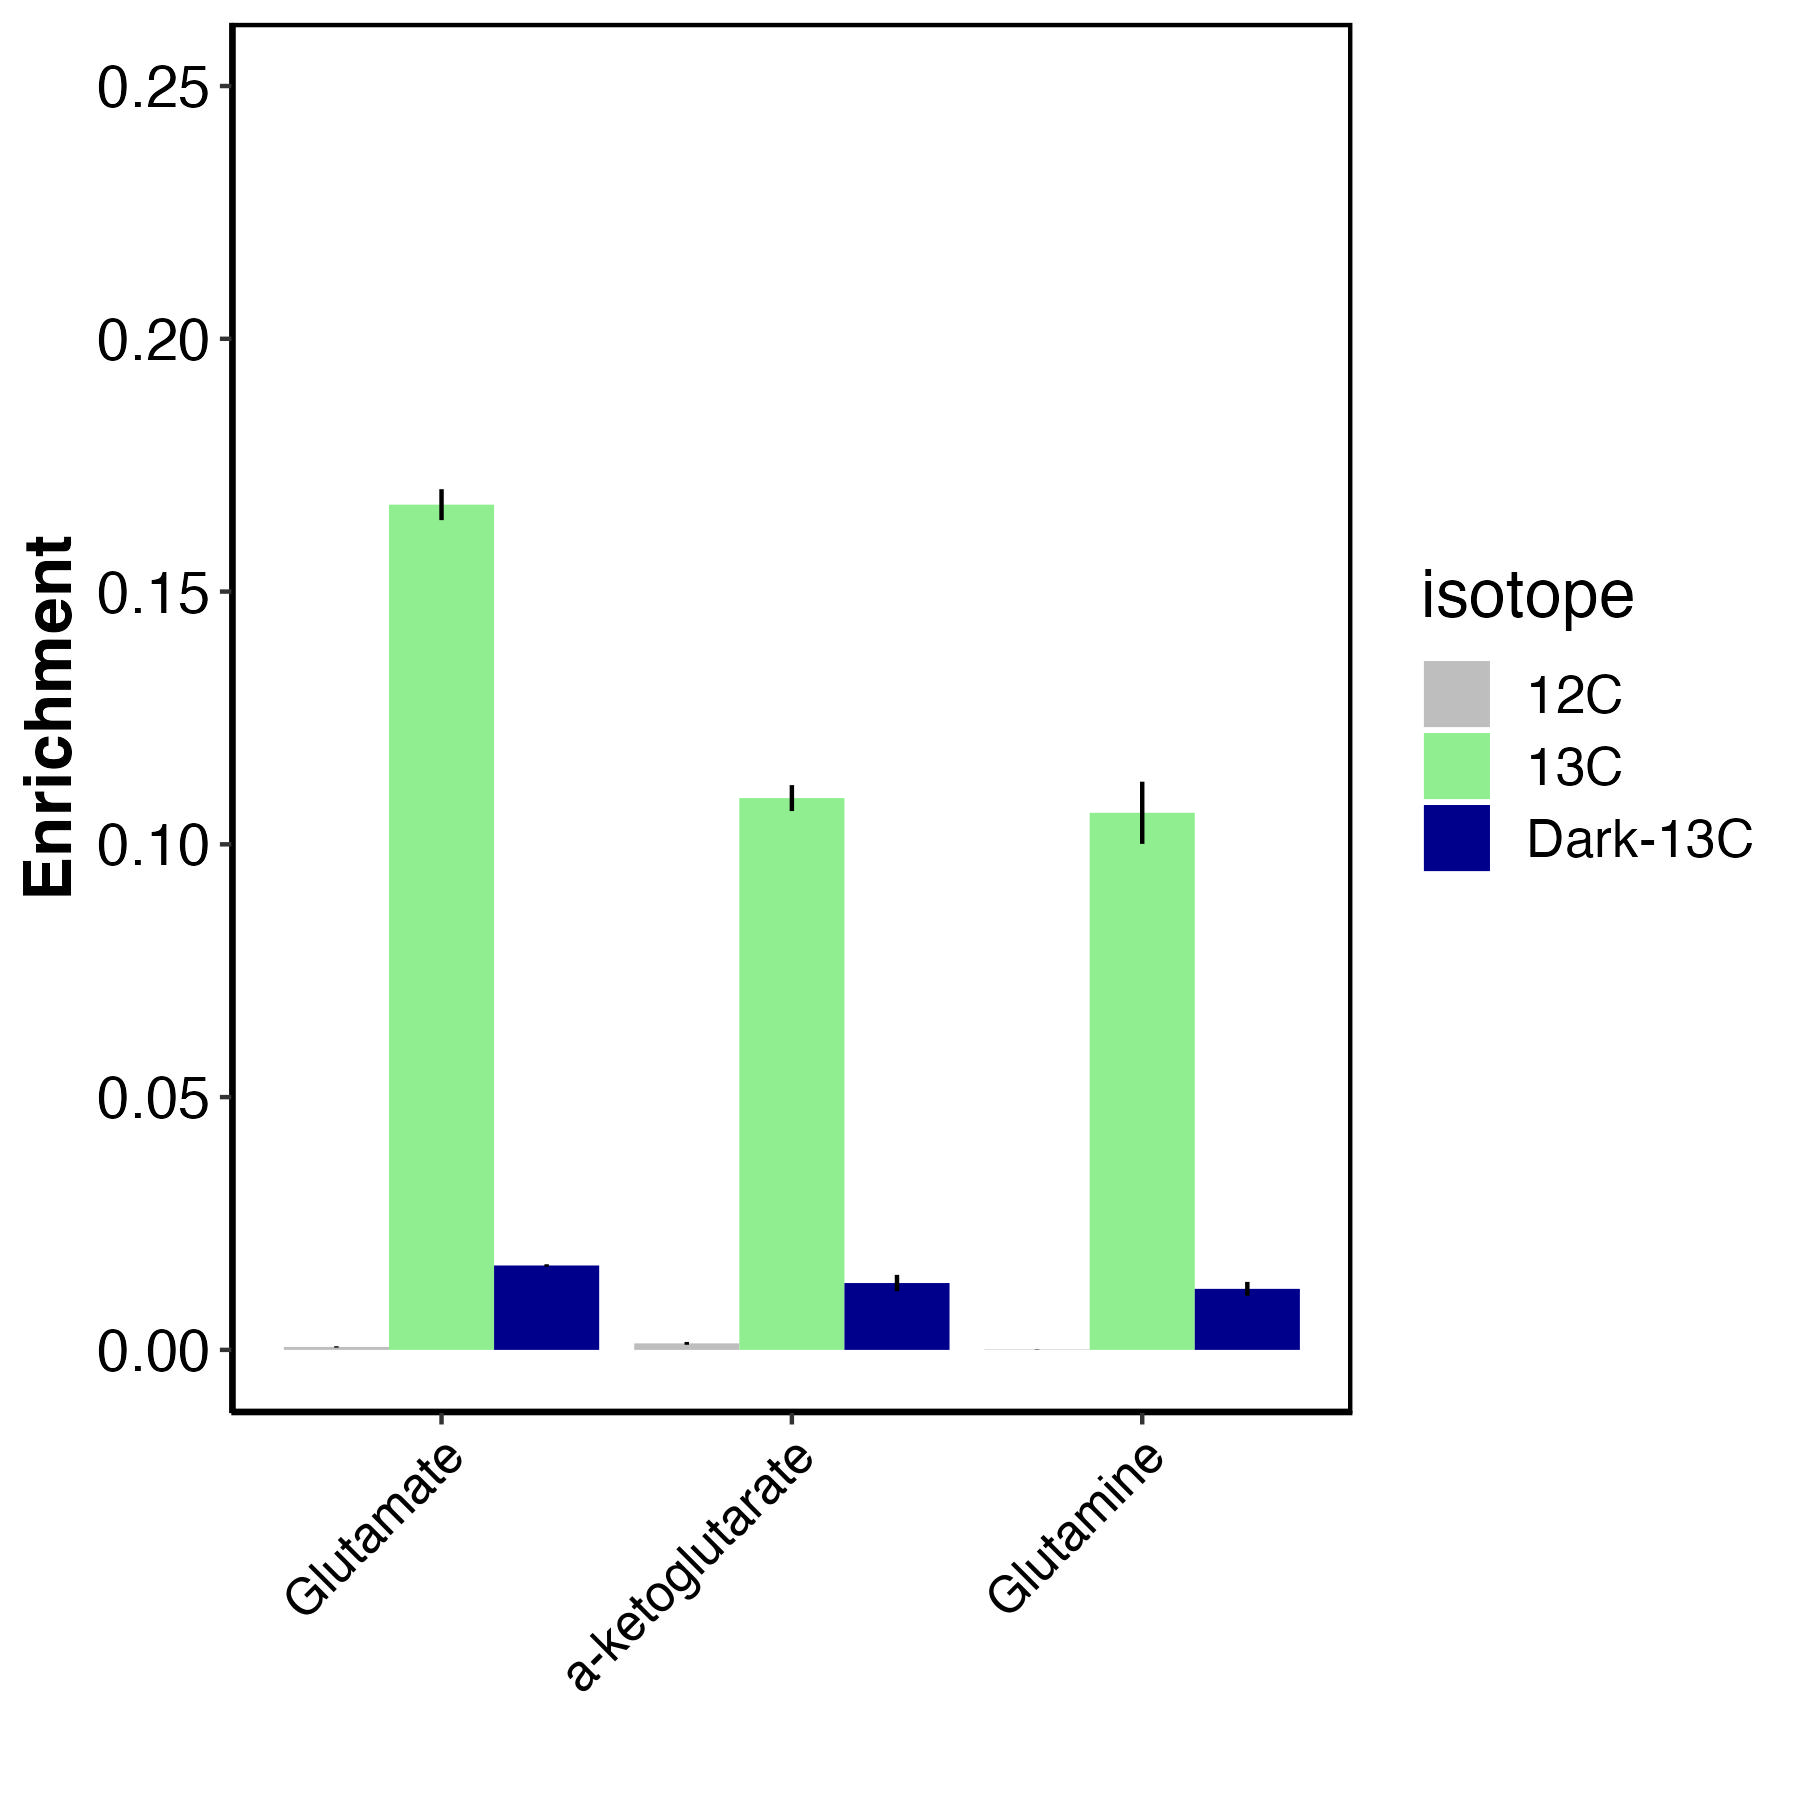 Enrichment
0.25
0.20
0.15
0.10
0.05
0.00
Glutamate
a-ketoglutarate
Glutamine
isotope
12C
13C
Dark-13C